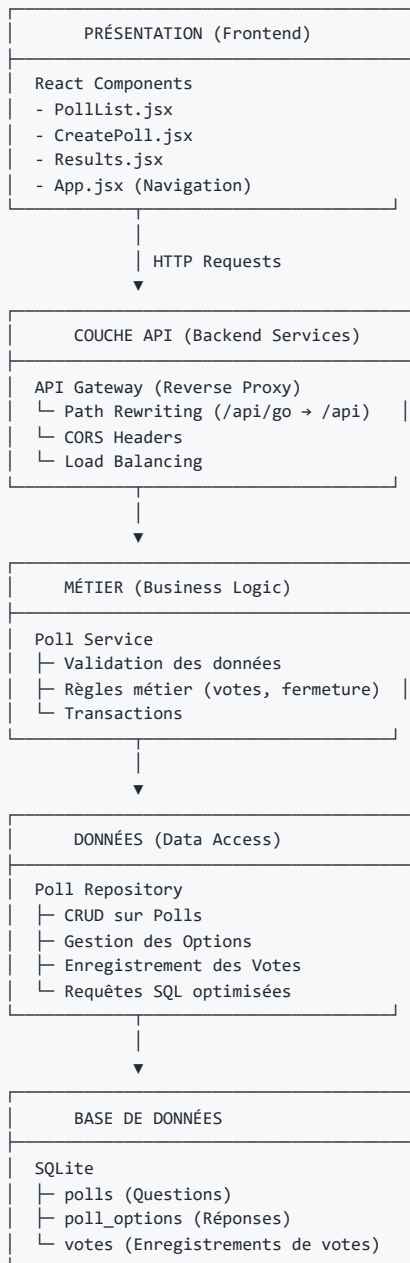 PRÉSENTATION (Frontend)
React Components
- PollList.jsx
- CreatePoll.jsx
- Results.jsx
- App.jsx (Navigation)
HTTP Requests
COUCHE API (Backend Services)
API Gateway (Reverse Proxy)
└─ Path Rewriting (/api/go → /api)
└─ CORS Headers
└─ Load Balancing
MÉTIER (Business Logic)
Poll Service
├─ Validation des données
├─ Règles métier (votes, fermeture)
└─ Transactions
DONNÉES (Data Access)
Poll Repository
├─ CRUD sur Polls
├─ Gestion des Options
├─ Enregistrement des Votes
└─ Requêtes SQL optimisées
BASE DE DONNÉES
SQLite
├─ polls (Questions)
├─ poll_options (Réponses)
└─ votes (Enregistrements de votes)